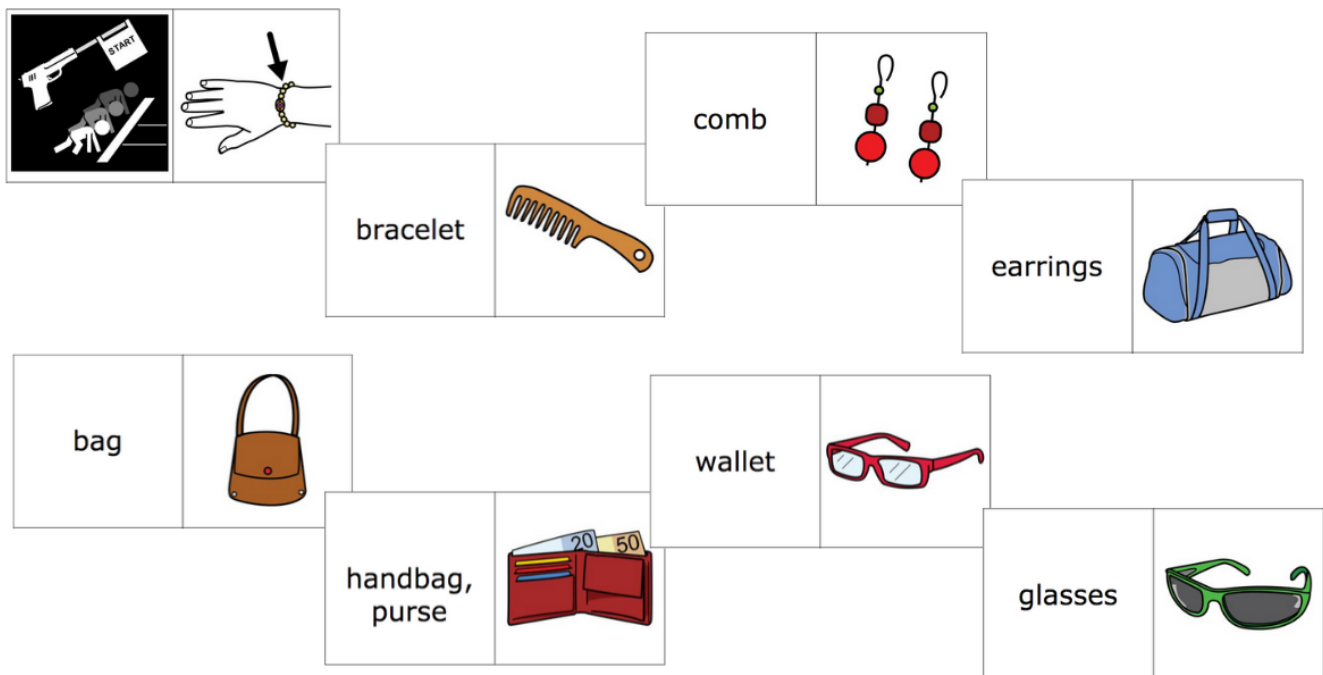 START
bracelet
comb
earrings
bag
handbag,
purse
20
50
wallet
glasses